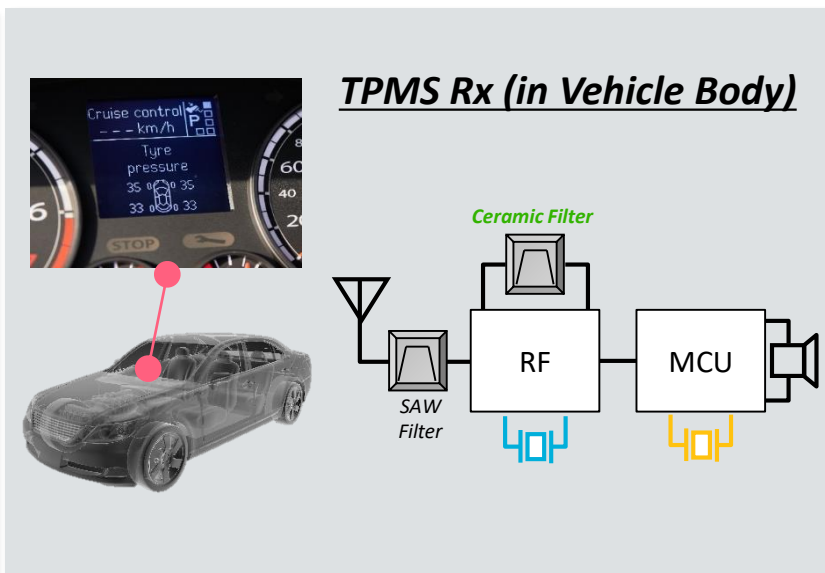 TPMS Rx (in Vehicle Body)
Cruise control
P
--- km/h
Tyre
pressure
35 35
33 33
6
8
60
40
20
STOP
Ceramic Filter
RF
MCU
SAW
Filter